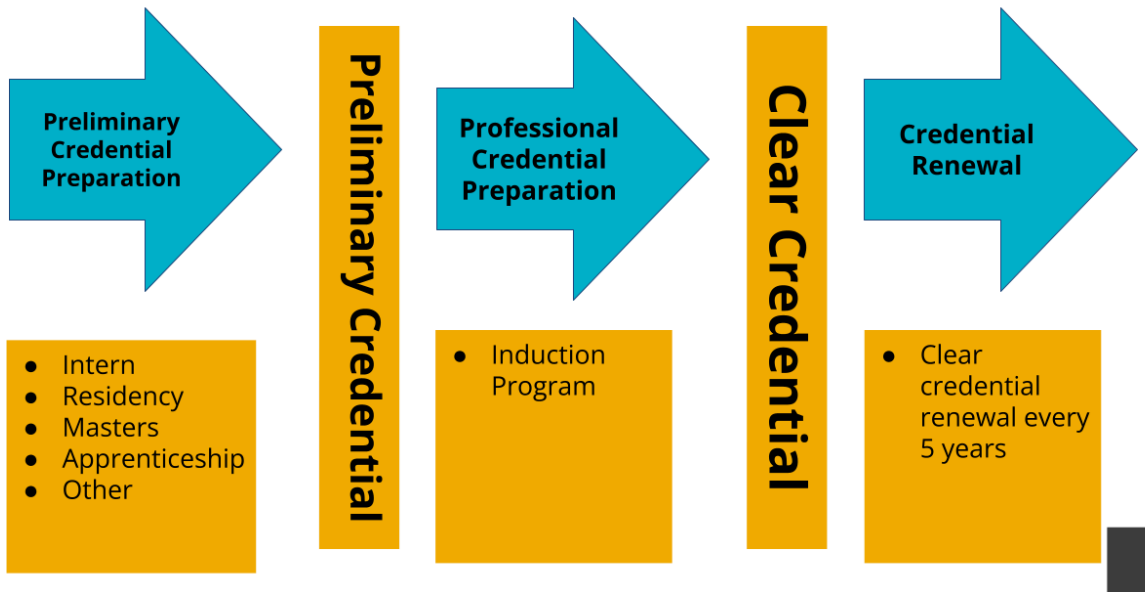 Preliminary
Credential
Preparation
Preliminary Credential
Professional
Credential
Preparation
Clear Credential
Credential
Renewal
● Intern
● Residency
● Masters
● Apprenticeship
● Other
● Induction
Program
● Clear
credential
renewal every
5 years